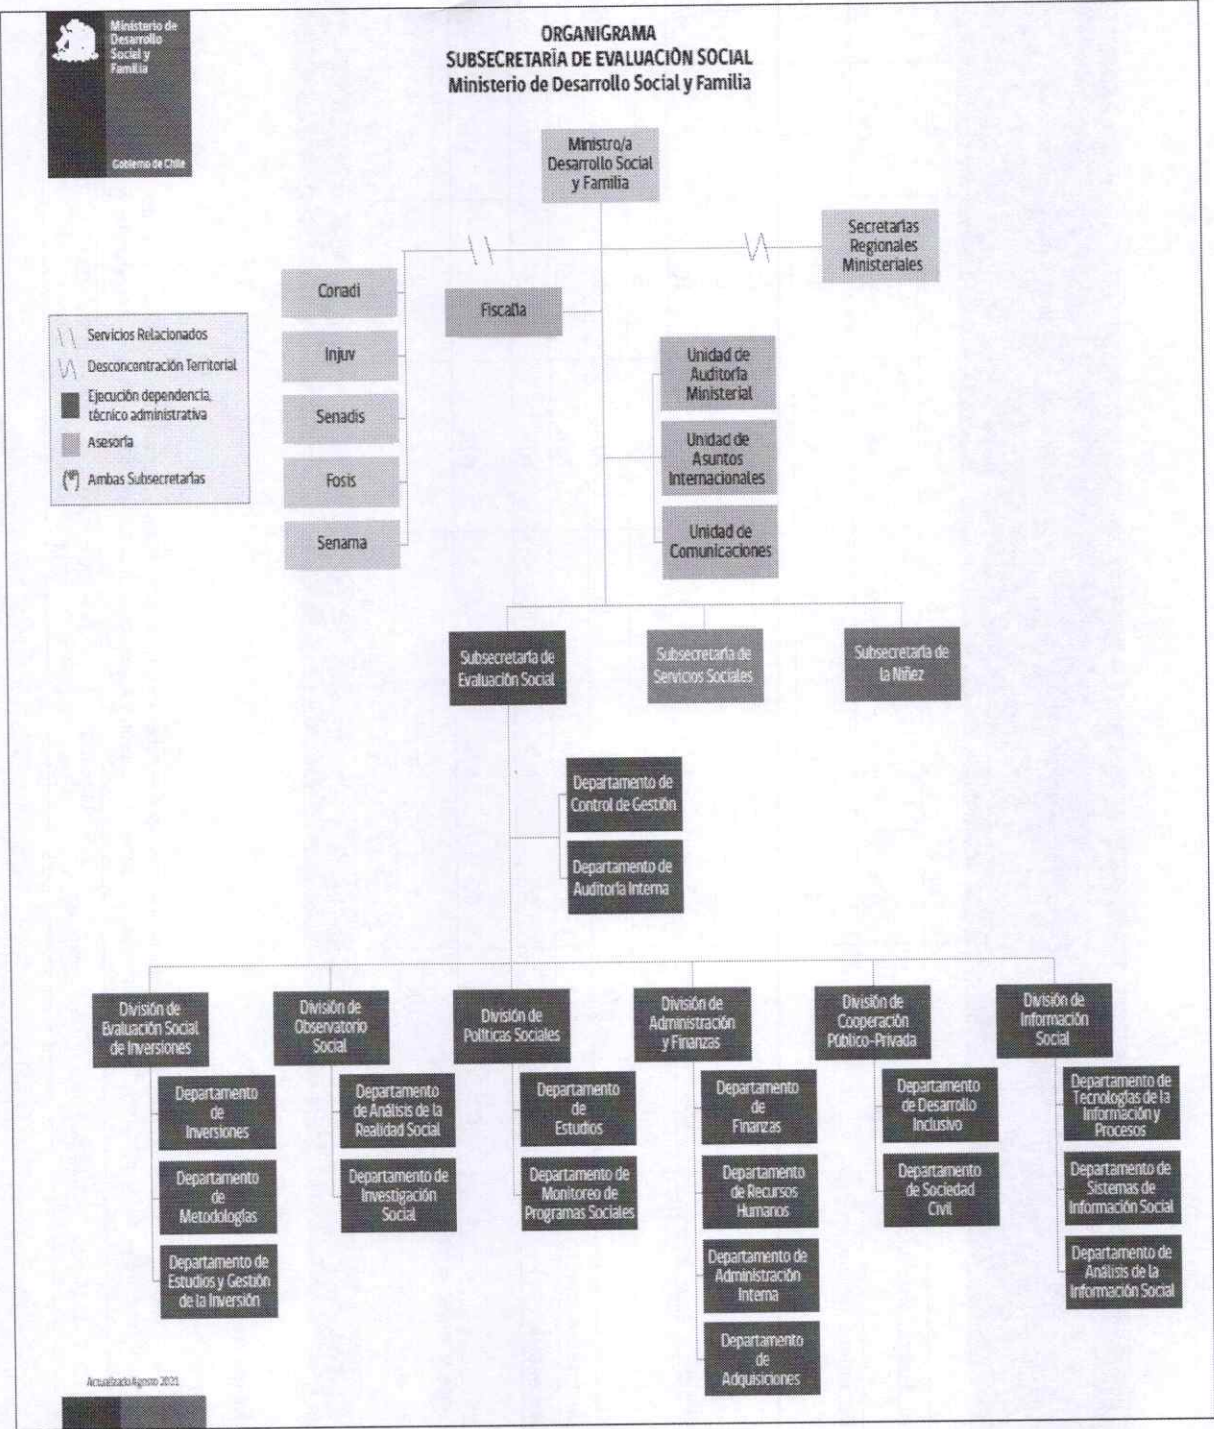 Ministerio de
Desarrollo
Social y
Familia
Gobierno de Chile
ORGANIGRAMA
SUBSECRETARÍA DE EVALUACIÓN SOCIAL
Ministerio de Desarrollo Social y Familia
Ministro/a
Desarrollo Social
y Familia
Secretarías
Regionales
Ministeriales
Conadi
Injuv
Senadis
Fosis
Senama
Fiscalía
Servicios Relacionados
Desconcentración Territorial
Ejecución dependencia,
técnico administrativa
Asesoría
(*) Ambas Subsecretarías
Unidad de
Auditoría
Ministerial
Unidad de
Asuntos
Internacionales
Unidad de
Comunicaciones
Subsecretaría de
Evaluación Social
Subsecretaría de
Servicios Sociales
Subsecretaría de
la Niñez
Departamento de
Control de Gestión
Departamento de
Auditoría Interna
División de
Evaluación Social
de Inversiones
Departamento
de
Inversiones
Departamento
de
Metodologías
Departamento de
Estudios y Gestión
de la Inversión
División de
Observatorio
Social
Departamento
de Análisis de la
Realidad Social
Departamento de
Investigación
Social
División de
Políticas Sociales
Departamento
de
Estudios
Departamento de
Monitoreo de
Programas Sociales
División de
Administración
y Finanzas
Departamento
de
Finanzas
Departamento
de Recursos
Humanos
Departamento de
Administración
Interna
Departamento
de
Adquisiciones
División de
Cooperación
Público-Privada
Departamento
de Desarrollo
Inclusivo
Departamento
de Sociedad
Civil
División de
Información
Social
Departamento de
Tecnologías de la
Información y
Procesos
Departamento de
Sistemas de
Información Social
Departamento de
Análisis de la
Información Social
Actualizado Agosto 2021